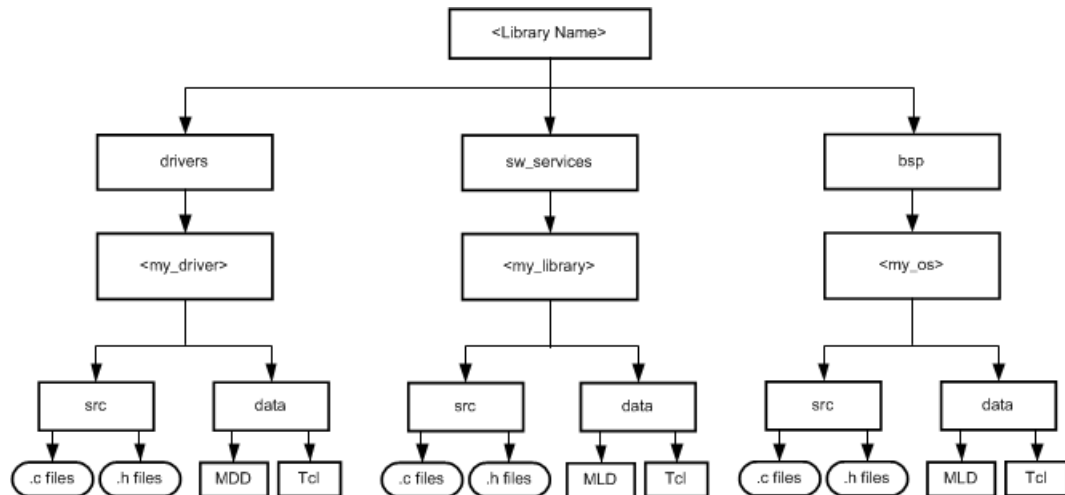 <Library Name>
drivers
sw_services
bsp
<my_driver>
<my_library>
<my_os>
src
data
src
data
src
data
.c files
.h files
MDD
Tcl
.c files
.h files
MLD
Tcl
.c files
.h files
MLD
Tcl